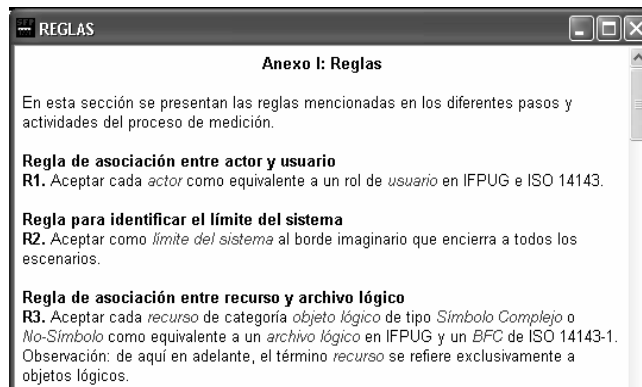 REGLAS
Anexo I: Reglas
En esta sección se presentan las reglas mencionadas en los diferentes pasos y
actividades del proceso de medición.
Regla de asociación entre actor y usuario
R1. Aceptar cada actor como equivalente a un rol de usuario en IFPUG e ISO 14143.
Regla para identificar el límite del sistema
R2. Aceptar como límite del sistema al borde imaginario que encierra a todos los
escenarios.
Regla de asociación entre recurso y archivo lógico
R3. Aceptar cada recurso de categoría objeto lógico de tipo Símbolo Complejo o
No-Símbolo como equivalente a un archivo lógico en IFPUG y un BFC de ISO 14143-1.
Observación: de aquí en adelante, el término recurso se refiere exclusivamente a
objetos lógicos.